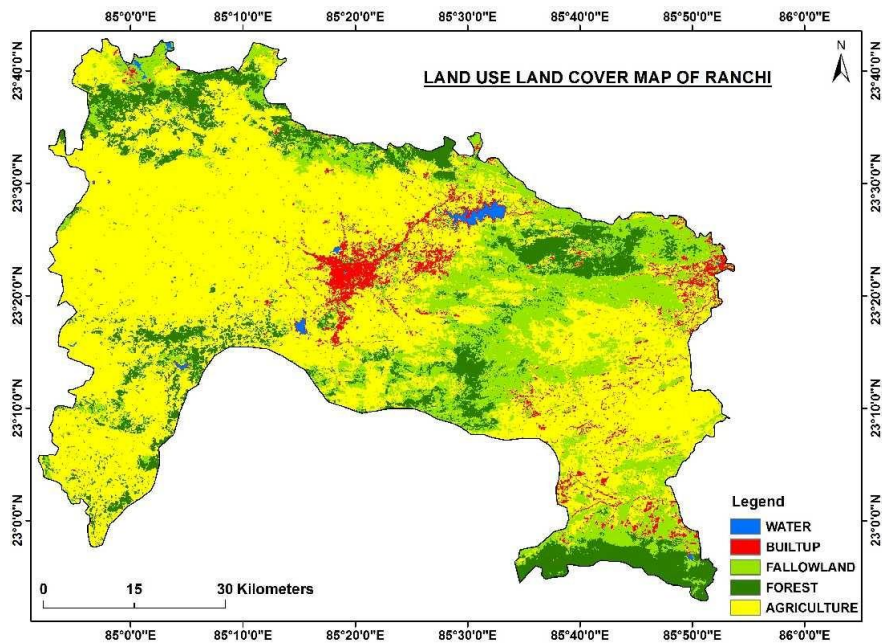 85°0'0"E 85°10'0"E 85°20'0"E 85°30'0"E 85°40'0"E 85°50'0"E 86°0'0"E
N
LAND USE LAND COVER MAP OF RANCHI
23°40'0"N 23°40'0"N
23°30'0"N 23°30'0"N
23°20'0"N 23°20'0"N
23°10'0"N 23°10'0"N
23°0'0"N 23°0'0"N
Legend
WATER
BUILTUP
FALLOWLAND
FOREST
AGRICULTURE
0 15 30 Kilometers
85°0'0"E 85°10'0"E 85°20'0"E 85°30'0"E 85°40'0"E 85°50'0"E 86°0'0"E